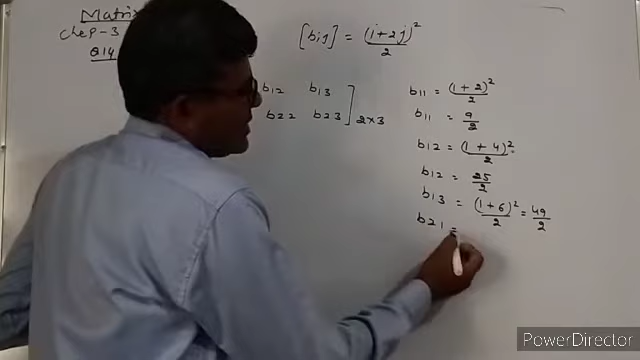 Matrix
Chep-3
Q14
[bij] = (i+2j)²/2
b12 b13
b22 b23 ]2×3
b11 = (1+2)²/2
b11 = 9/2
b12 = (1+4)²/2
b12 = 25/2
b13 = (1+6)²/2 = 49/2
b21 =
PowerDirector